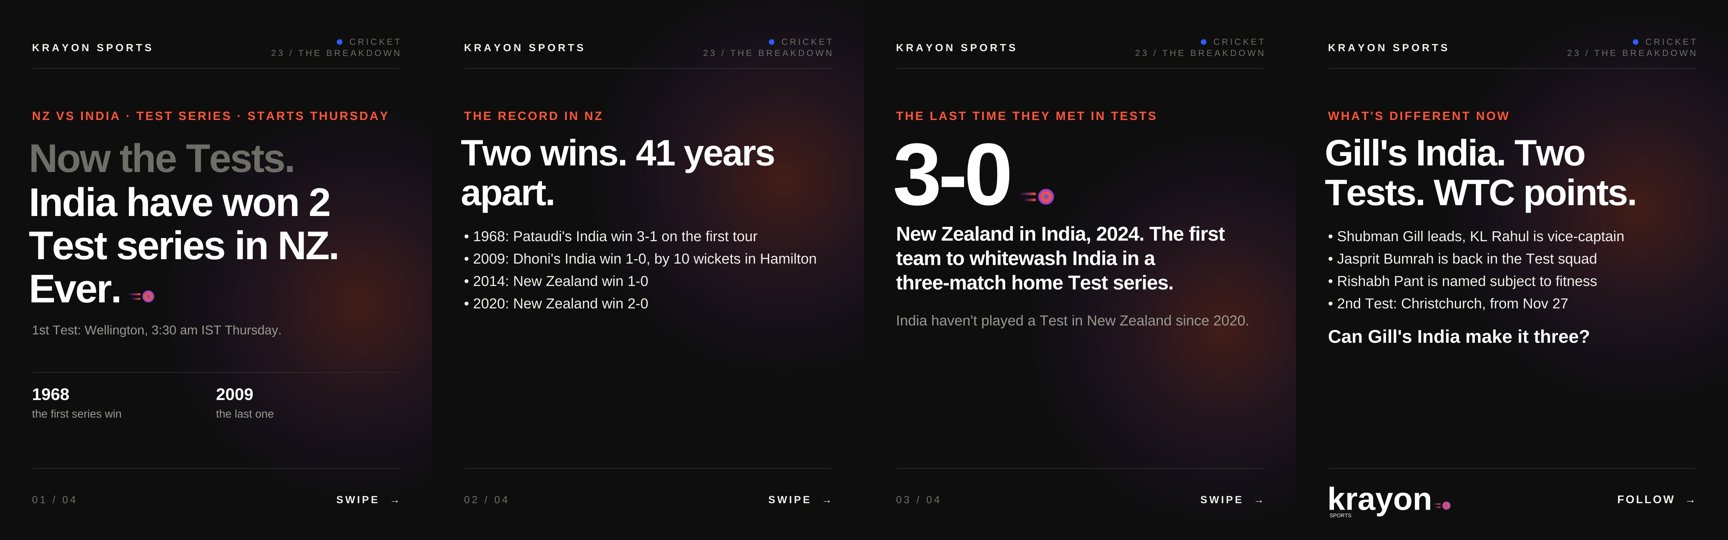 KRAYON SPORTS
CRICKET
23 / THE BREAKDOWN
NZ VS INDIA · TEST SERIES · STARTS THURSDAY
Now the Tests.
India have won 2
Test series in NZ.
Ever.
1st Test: Wellington, 3:30 am IST Thursday.
1968
the first series win
2009
the last one
01 / 04
SWIPE →
KRAYON SPORTS
CRICKET
23 / THE BREAKDOWN
THE RECORD IN NZ
Two wins. 41 years
apart.
• 1968: Pataudi's India win 3-1 on the first tour
• 2009: Dhoni's India win 1-0, by 10 wickets in Hamilton
• 2014: New Zealand win 1-0
• 2020: New Zealand win 2-0
02 / 04
SWIPE →
KRAYON SPORTS
CRICKET
23 / THE BREAKDOWN
THE LAST TIME THEY MET IN TESTS
3-0
New Zealand in India, 2024. The first
team to whitewash India in a
three-match home Test series.
India haven't played a Test in New Zealand since 2020.
03 / 04
SWIPE →
KRAYON SPORTS
CRICKET
23 / THE BREAKDOWN
WHAT'S DIFFERENT NOW
Gill's India. Two
Tests. WTC points.
• Shubman Gill leads, KL Rahul is vice-captain
• Jasprit Bumrah is back in the Test squad
• Rishabh Pant is named subject to fitness
• 2nd Test: Christchurch, from Nov 27
Can Gill's India make it three?
krayon
SPORTS
FOLLOW →